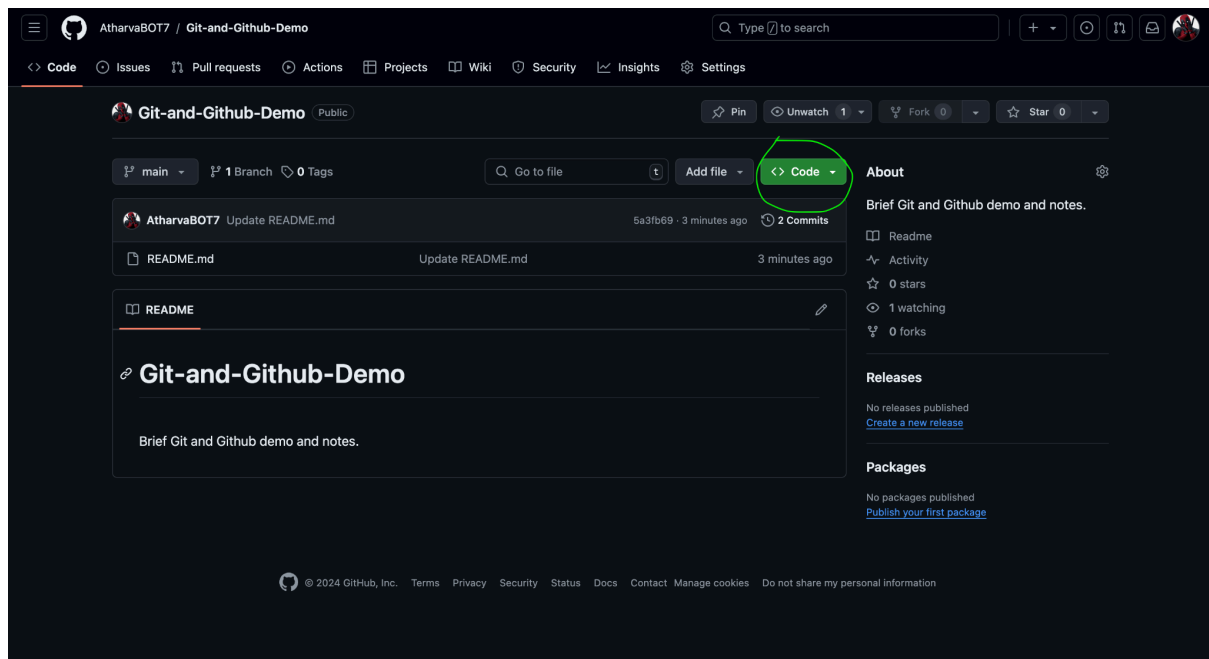 AtharvaBOT7 / Git-and-Github-Demo
Type / to search
Code Issues Pull requests Actions Projects Wiki Security Insights Settings
Git-and-Github-Demo Public
Pin Unwatch 1 Fork 0 Star 0
main 1 Branch 0 Tags Go to file t Add file <> Code
AtharvaBOT7 Update README.md 5a3fb69 · 3 minutes ago 2 Commits
README.md Update README.md 3 minutes ago
README
Git-and-Github-Demo
Brief Git and Github demo and notes.
About
Brief Git and Github demo and notes.
Readme
Activity
0 stars
1 watching
0 forks
Releases
No releases published
Create a new release
Packages
No packages published
Publish your first package
© 2024 GitHub, Inc. Terms Privacy Security Status Docs Contact Manage cookies Do not share my personal information